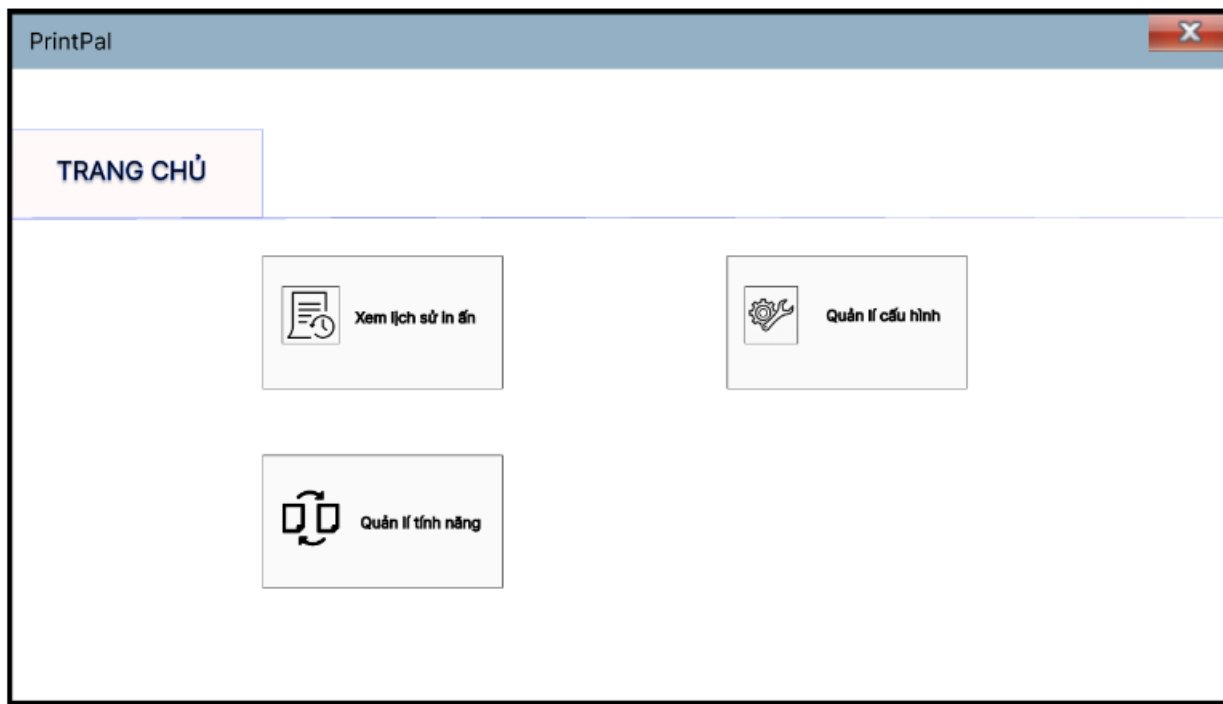 PrintPal
TRANG CHỦ
Xem lịch sử in ấn
Quản lí cấu hình
Quản lí tính năng